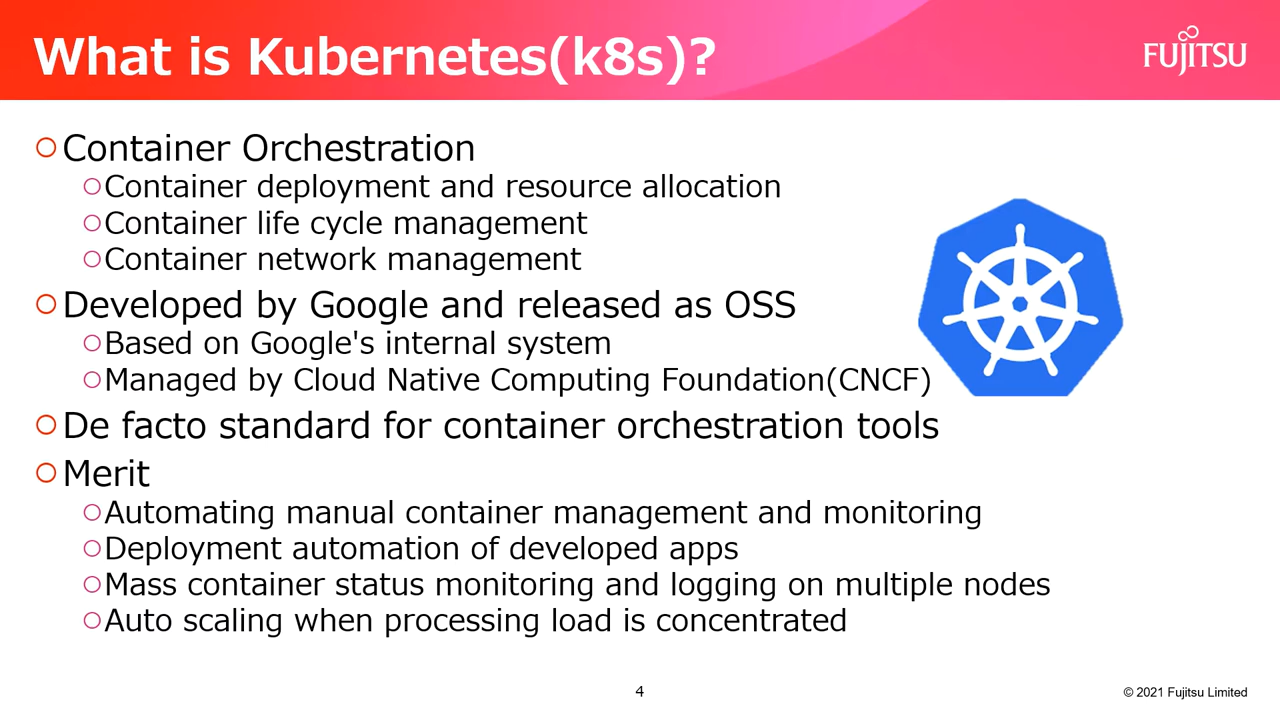 What is Kubernetes(k8s)?
FUJITSU
Container Orchestration
Container deployment and resource allocation
Container life cycle management
Container network management
Developed by Google and released as OSS
Based on Google's internal system
Managed by Cloud Native Computing Foundation(CNCF)
De facto standard for container orchestration tools
Merit
Automating manual container management and monitoring
Deployment automation of developed apps
Mass container status monitoring and logging on multiple nodes
Auto scaling when processing load is concentrated
4
© 2021 Fujitsu Limited